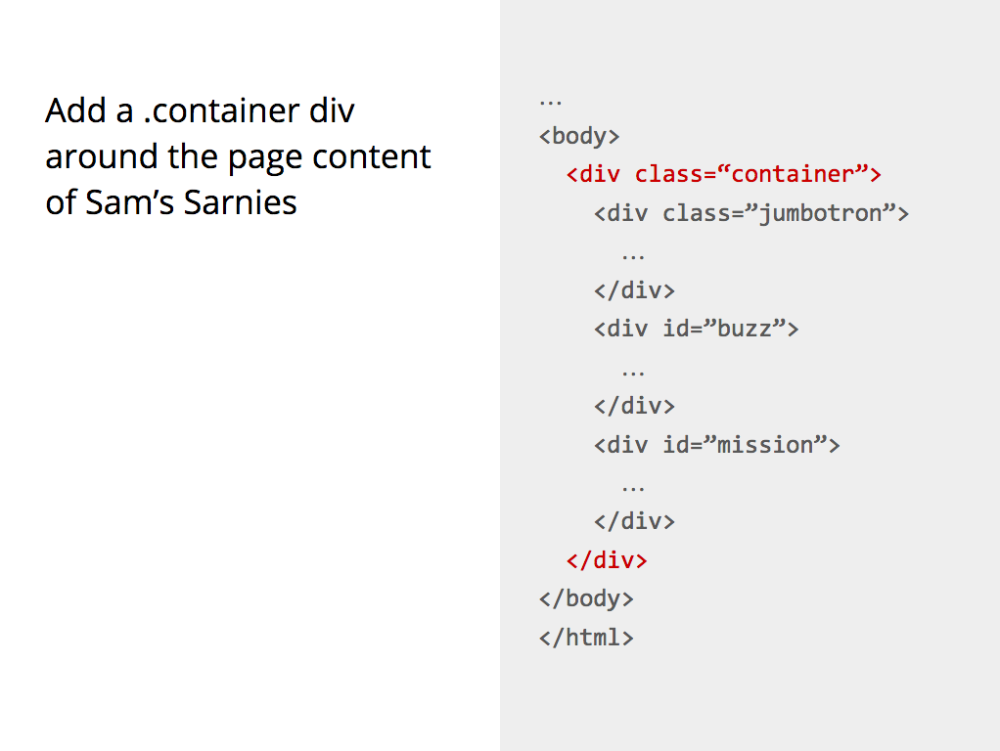 Add a .container div
around the page content
of Sam’s Sarnies
…
<body>
<div class=“container”>
<div class=”jumbotron”>
…
</div>
<div id=”buzz”>
…
</div>
<div id=”mission”>
…
</div>
</div>
</body>
</html>